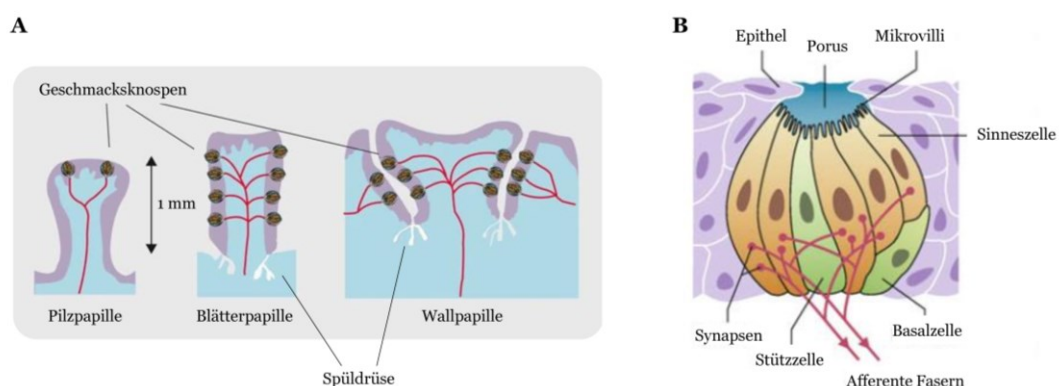 A
Geschmacksknospen
1 mm
Pilzpapille
Blätterpapille
Wallpapille
Spüldrüse
B
Epithel
Porus
Mikrovilli
Sinneszelle
Synapsen
Stützzelle
Basalzelle
Afferente Fasern